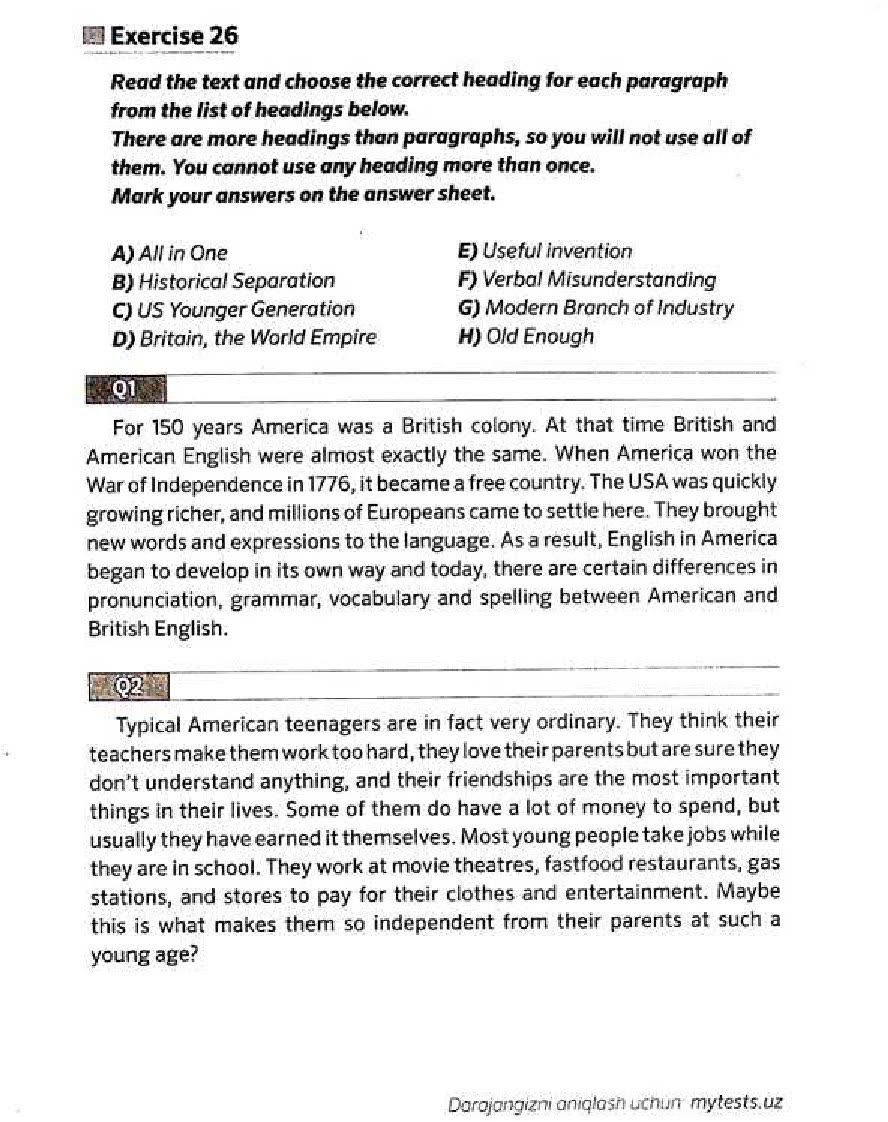 Exercise 26
Read the text and choose the correct heading for each paragraph
from the list of headings below.
There are more headings than paragraphs, so you will not use all of
them. You cannot use any heading more than once.
Mark your answers on the answer sheet.
A) All in One
B) Historical Separation
C) US Younger Generation
D) Britain, the World Empire
E) Useful invention
F) Verbal Misunderstanding
G) Modern Branch of Industry
H) Old Enough
Q1
For 150 years America was a British colony. At that time British and
American English were almost exactly the same. When America won the
War of Independence in 1776, it became a free country. The USA was quickly
growing richer, and millions of Europeans came to settle here. They brought
new words and expressions to the language. As a result, English in America
began to develop in its own way and today, there are certain differences in
pronunciation, grammar, vocabulary and spelling between American and
British English.
Q2
Typical American teenagers are in fact very ordinary. They think their
teachers make them work too hard, they love their parents but are sure they
don't understand anything, and their friendships are the most important
things in their lives. Some of them do have a lot of money to spend, but
usually they have earned it themselves. Most young people take jobs while
they are in school. They work at movie theatres, fastfood restaurants, gas
stations, and stores to pay for their clothes and entertainment. Maybe
this is what makes them so independent from their parents at such a
young age?
Darajangizni aniqlash uchun mytests.uz